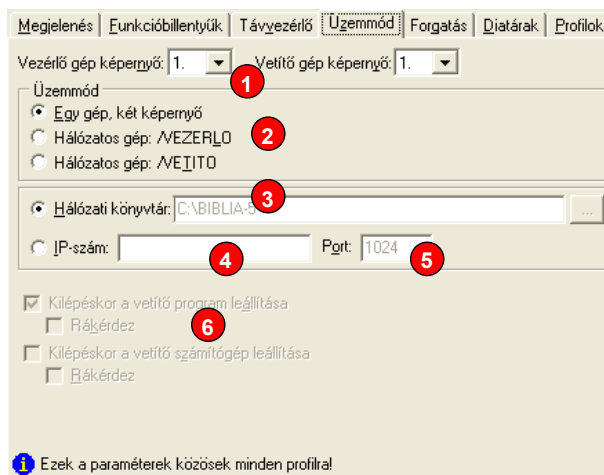 Megjelenés Funkcióbillentyűk Távvezérlő Üzemmód Forgatás Diatárak Profilok
Vezérlő gép képernyő: 1. Vetítő gép képernyő: 1.
1
Üzemmód
Egy gép, két képernyő
Hálózatos gép: /VEZERLO
2
Hálózatos gép: /VETITO
3
Hálózati könyvtár: C:\BIBLIA-5 ...
IP-szám: 4 Port: 1024 5
Kilépéskor a vetítő program leállítása
Rákérdez 6
Kilépéskor a vetítő számítógép leállítása
Rákérdez
i Ezek a paraméterek közösek minden profilra!